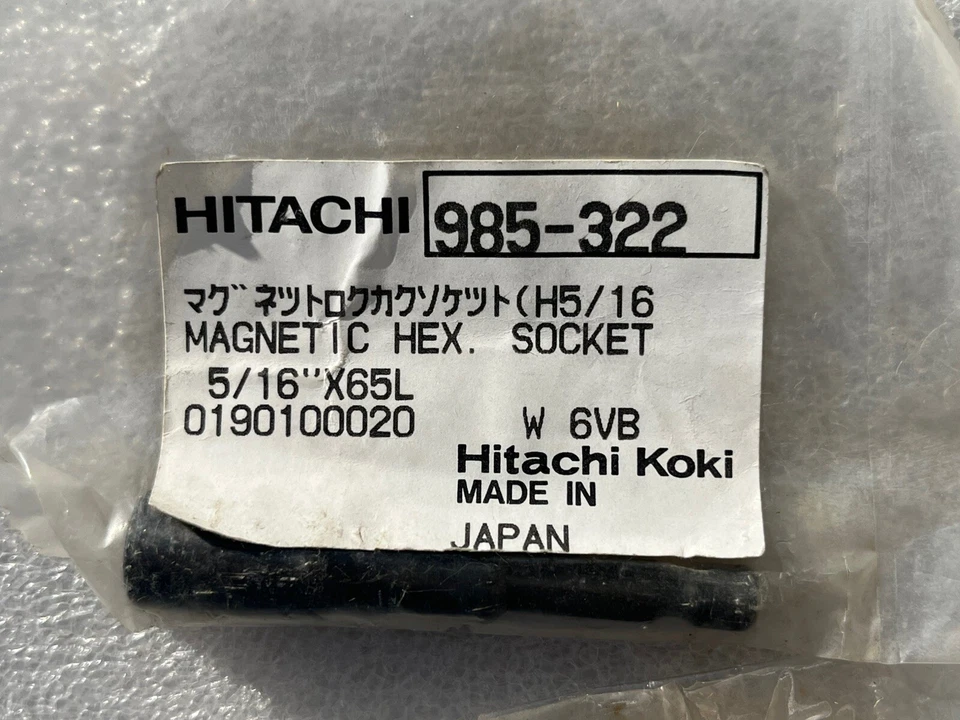 HITACHI 985-322
マグネットロクカクソケット(H5/16
MAGNETIC HEX. SOCKET
5/16''X65L
0190100020 W 6VB
Hitachi Koki
MADE IN
JAPAN